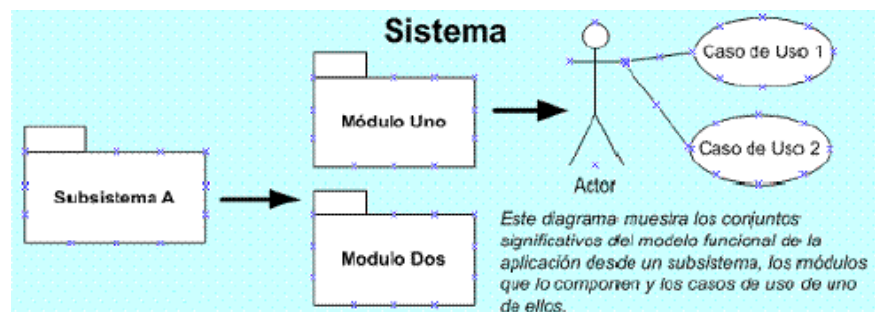 Sistema
Caso de Uso 1
Módulo Uno
Caso de Uso 2
Subsistema A
Actor
Modulo Dos
Este diagrama muestra los conjuntos
significativos del modelo funcional de la
aplicación desde un subsistema, los módulos
que lo componen y los casos de uso de uno
de ellos.